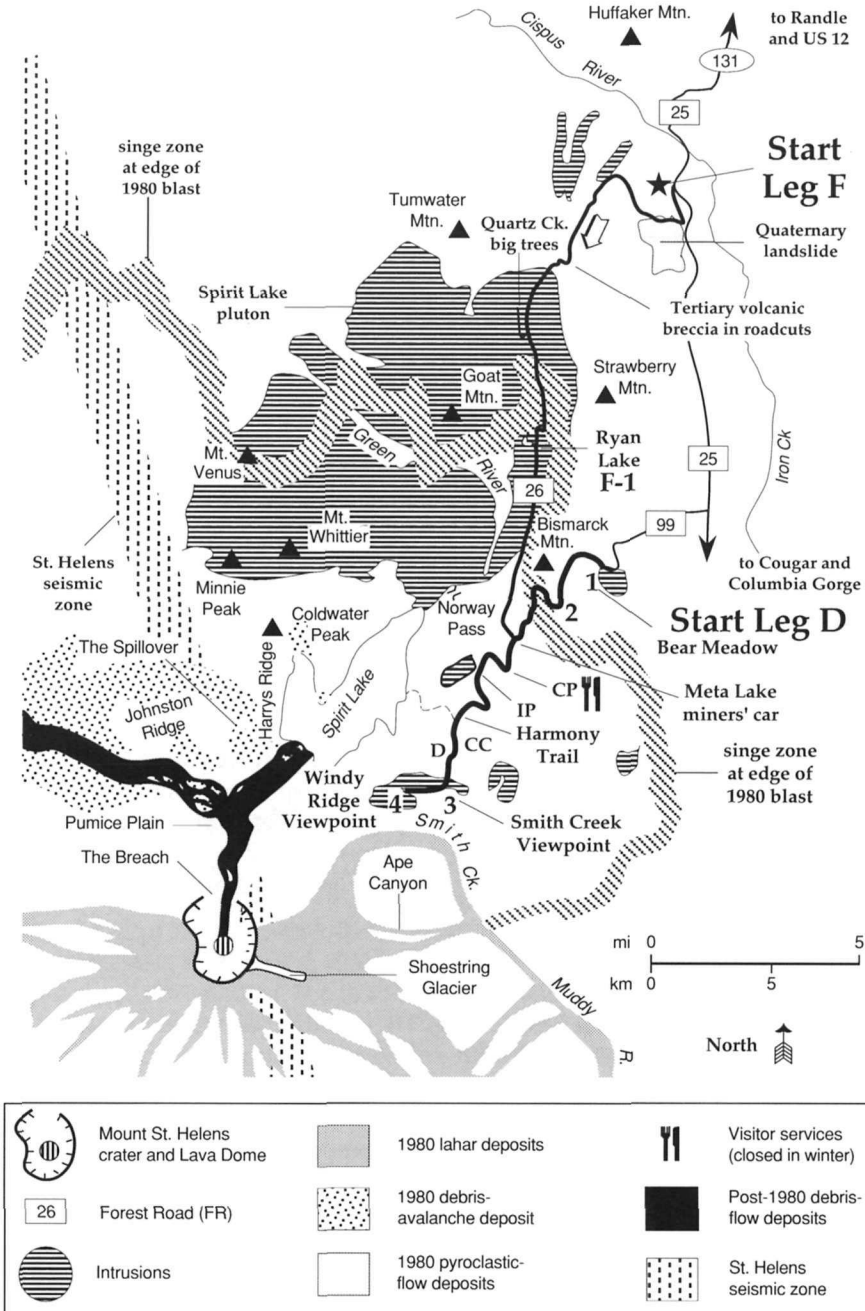 Huffaker Mtn.
to Randle
and US 12
Cispus
River
131
25
singe zone
at edge of
1980 blast
Start
Leg F
Tumwater
Mtn.
Quartz Ck.
big trees
Quaternary
landslide
Spirit Lake
pluton
Tertiary volcanic
breccia in roadcuts
Strawberry
Mtn.
Goat
Mtn.
Green
River
Iron Ck
Mt.
Venus
Ryan
Lake
F-1
25
26
Mt.
Whittier
Bismarck
Mtn.
99
St. Helens
seismic
zone
Minnie
Peak
to Cougar and
Columbia Gorge
1
2
Coldwater
Peak
Norway
Pass
Start Leg D
Bear Meadow
The Spillover
Harrys Ridge
Spirit Lake
Johnston
Ridge
CP
Meta Lake
miners' car
IP
Harmony
Trail
D
CC
singe zone
at edge of
1980 blast
Windy
Ridge
Viewpoint
4
3
Smith Creek
Viewpoint
Pumice Plain
Smith Ck.
The Breach
Ape
Canyon
Shoestring
Glacier
Muddy
R.
mi 0 5
km 0 5
North
Mount St. Helens
crater and Lava Dome
1980 lahar deposits
Visitor services
(closed in winter)
26
Forest Road (FR)
1980 debris-
avalanche deposit
Post-1980 debris-
flow deposits
Intrusions
1980 pyroclastic-
flow deposits
St. Helens
seismic zone